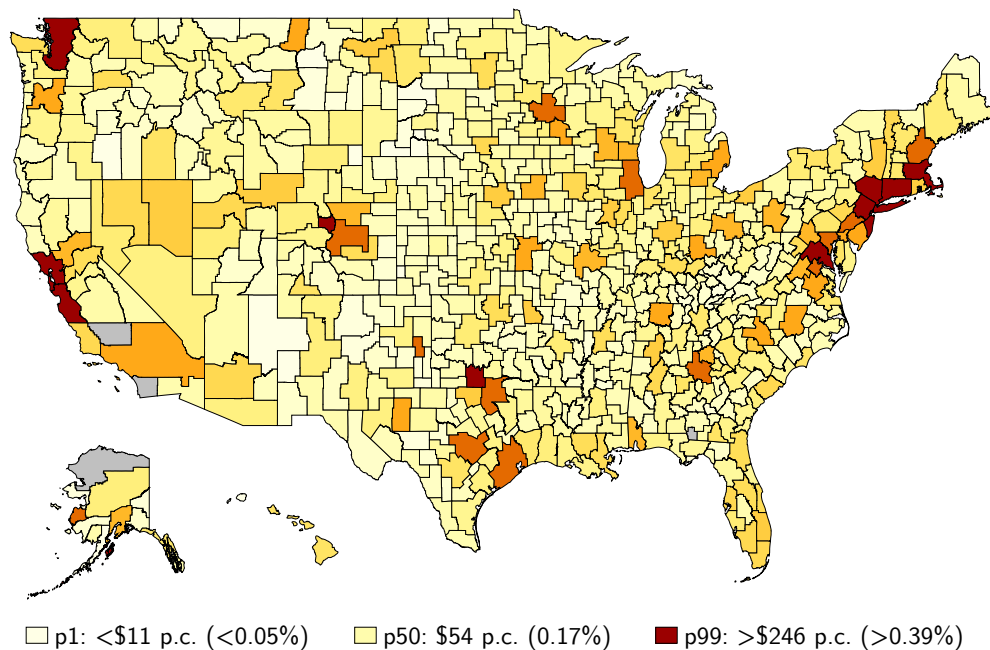 p1: <$11 p.c. (<0.05%) p50: $54 p.c. (0.17%) p99: >$246 p.c. (>0.39%)